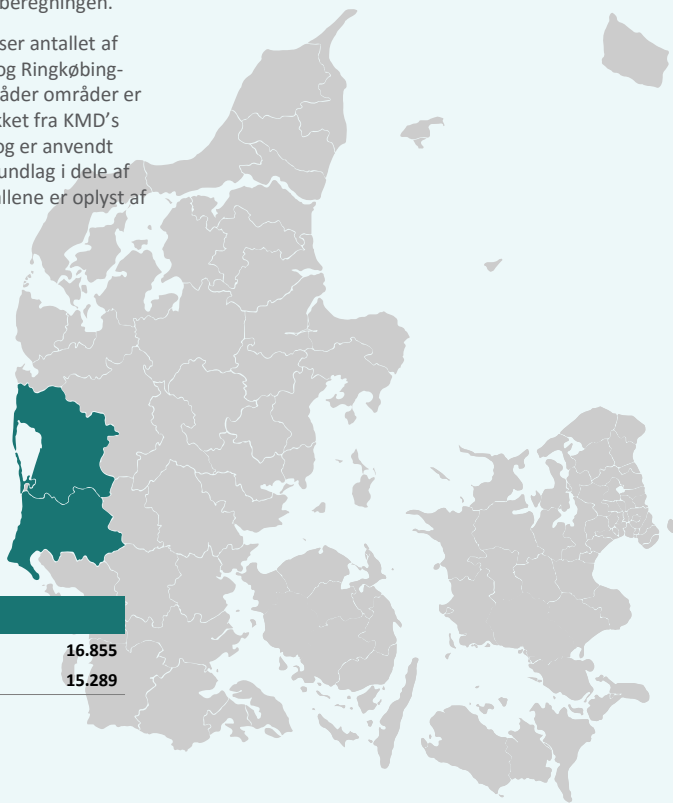 beregningen.
ser antallet af
og Ringkøbing-
åder områder er
kket fra KMD's
og er anvendt
undlag i dele af
allene er oplyst af
16.855
15.289